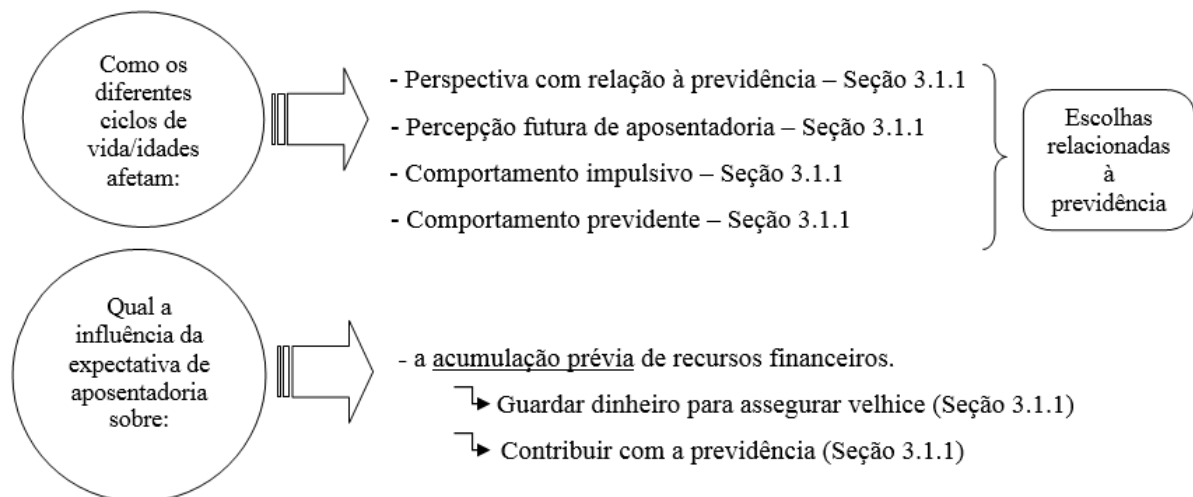 Como os
diferentes
ciclos de
vida/idades
afetam:
- Perspectiva com relação à previdência – Seção 3.1.1
- Percepção futura de aposentadoria – Seção 3.1.1
- Comportamento impulsivo – Seção 3.1.1
- Comportamento previdente – Seção 3.1.1
Escolhas
relacionadas
à
previdência
Qual a
influência da
expectativa de
aposentadoria
sobre:
- a acumulação prévia de recursos financeiros.
Guardar dinheiro para assegurar velhice (Seção 3.1.1)
Contribuir com a previdência (Seção 3.1.1)